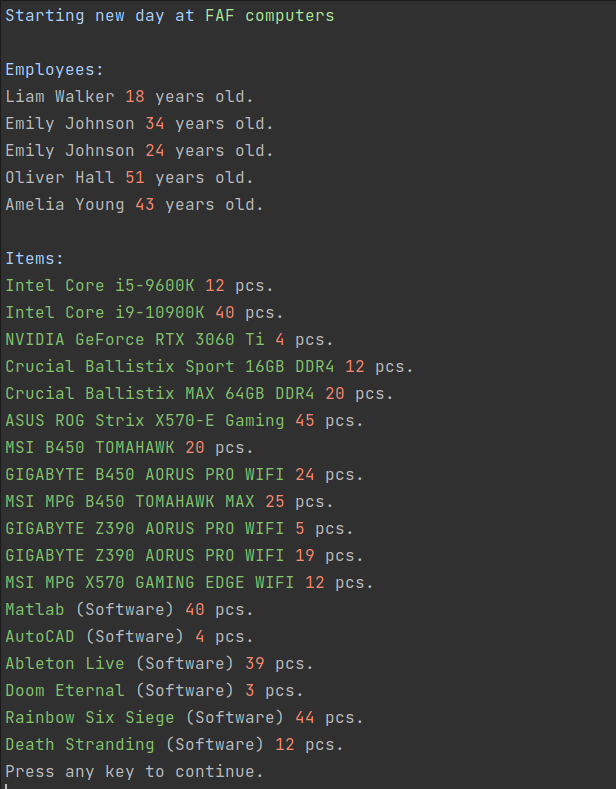 Starting new day at FAF computers
Employees:
Liam Walker 18 years old.
Emily Johnson 34 years old.
Emily Johnson 24 years old.
Oliver Hall 51 years old.
Amelia Young 43 years old.
Items:
Intel Core i5-9600K 12 pcs.
Intel Core i9-10900K 40 pcs.
NVIDIA GeForce RTX 3060 Ti 4 pcs.
Crucial Ballistix Sport 16GB DDR4 12 pcs.
Crucial Ballistix MAX 64GB DDR4 20 pcs.
ASUS ROG Strix X570-E Gaming 45 pcs.
MSI B450 TOMAHAWK 20 pcs.
GIGABYTE B450 AORUS PRO WIFI 24 pcs.
MSI MPG B450 TOMAHAWK MAX 25 pcs.
GIGABYTE Z390 AORUS PRO WIFI 5 pcs.
GIGABYTE Z390 AORUS PRO WIFI 19 pcs.
MSI MPG X570 GAMING EDGE WIFI 12 pcs.
Matlab (Software) 40 pcs.
AutoCAD (Software) 4 pcs.
Ableton Live (Software) 39 pcs.
Doom Eternal (Software) 3 pcs.
Rainbow Six Siege (Software) 44 pcs.
Death Stranding (Software) 12 pcs.
Press any key to continue.